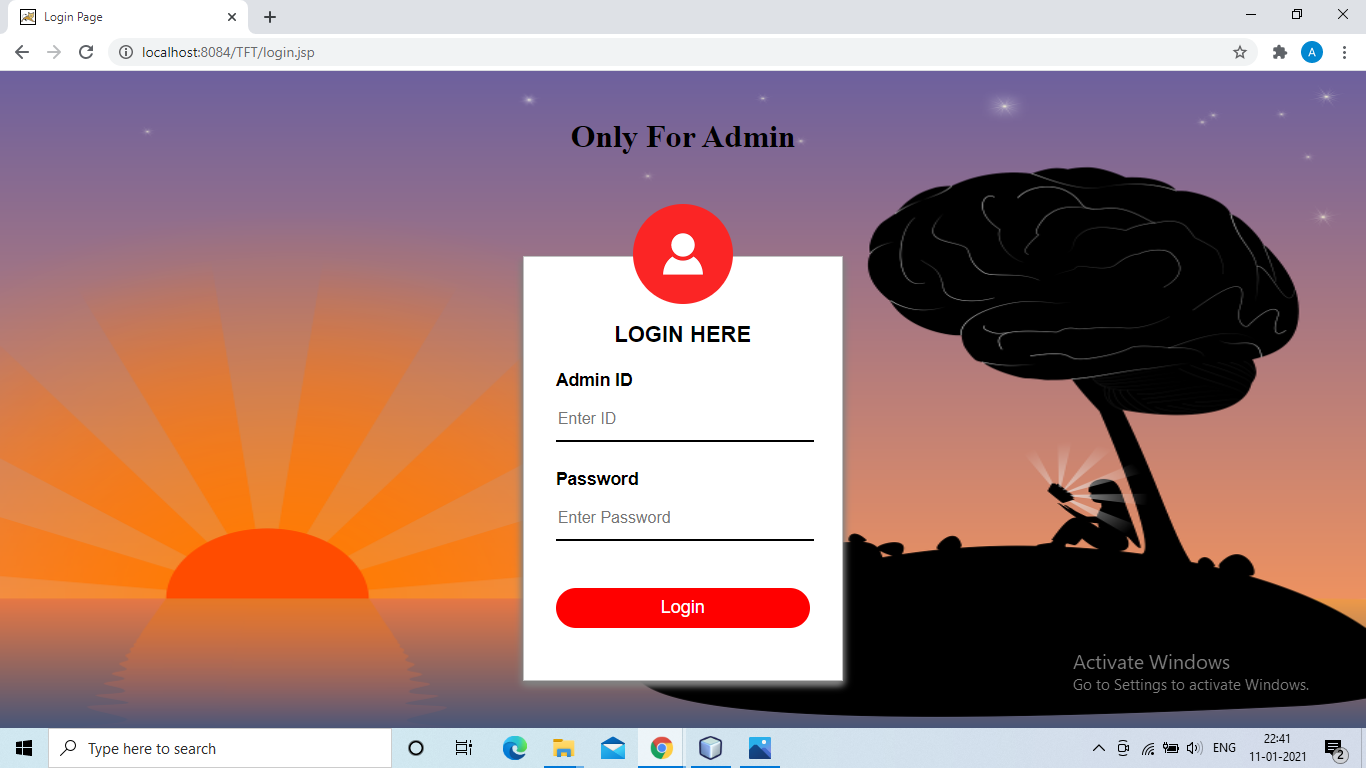 Login Page
localhost:8084/TFT/login.jsp
A
Only For Admin
LOGIN HERE
Admin ID
Enter ID
Password
Enter Password
Login
Activate Windows
Go to Settings to activate Windows.
Type here to search
ENG
22:41
11-01-2021
2